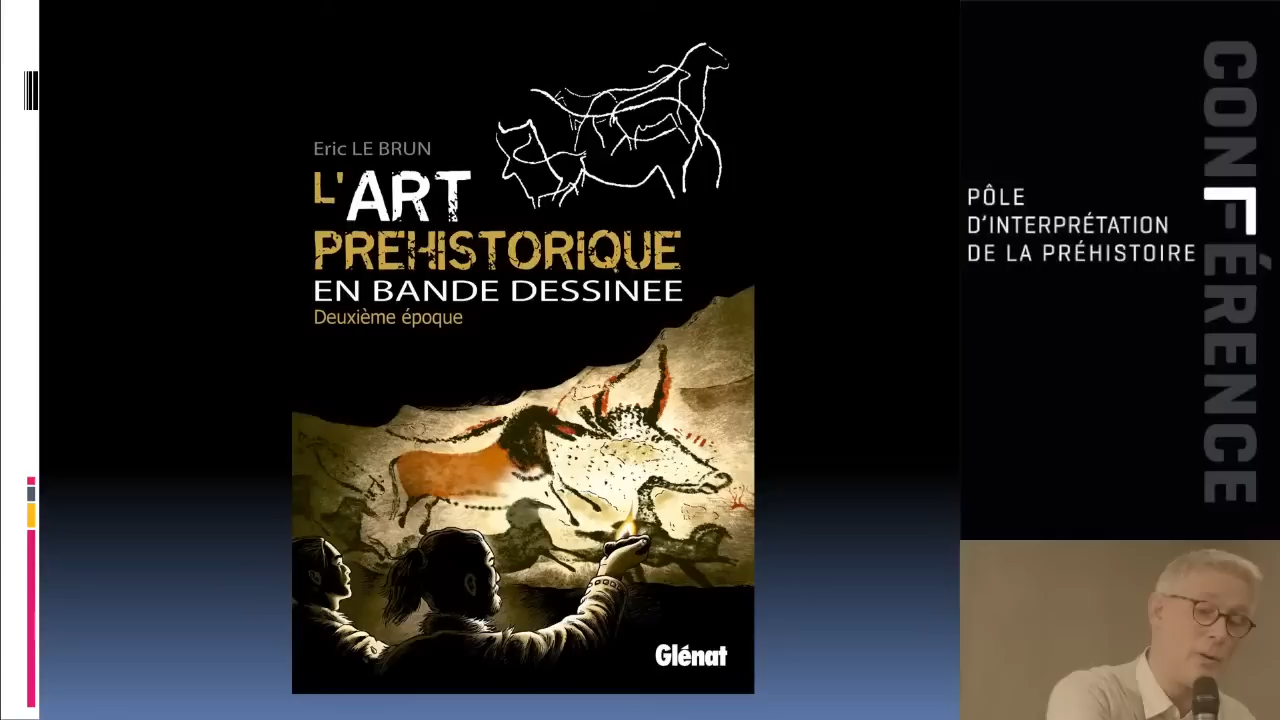 Eric LE BRUN
L'ART
PREHISTORIQUE
EN BANDE DESSINEE
Deuxième époque
Glénat
PÔLE
D'INTERPRÉTATION
DE LA PRÉHISTOIRE
CONFÉRENCE